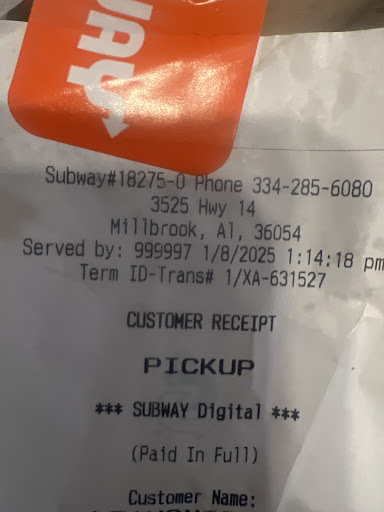 WAY
Subway#18275-0 Phone 334-285-6080
3525 Hwy 14
Millbrook, Al, 36054
Served by: 999997 1/8/2025 1:14:18 pm
Term ID-Trans# 1/XA-631527
CUSTOMER RECEIPT
PICKUP
*** SUBWAY Digital ***
(Paid In Full)
Customer Name: